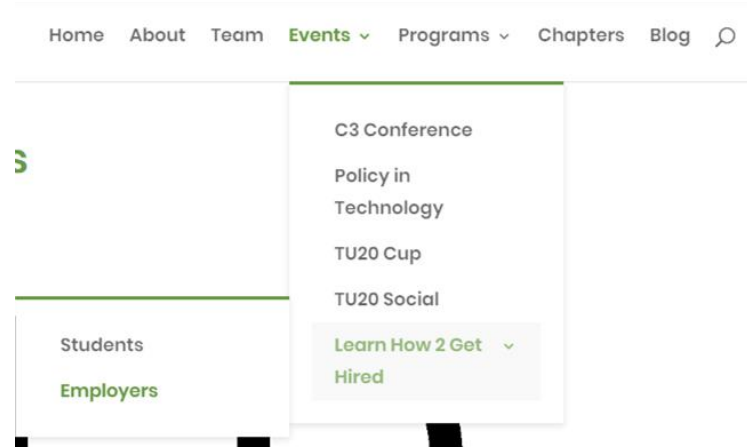 Home About Team Events Programs Chapters Blog
s
C3 Conference
Policy in
Technology
TU20 Cup
TU20 Social
Learn How 2 Get
Hired
Students
Employers